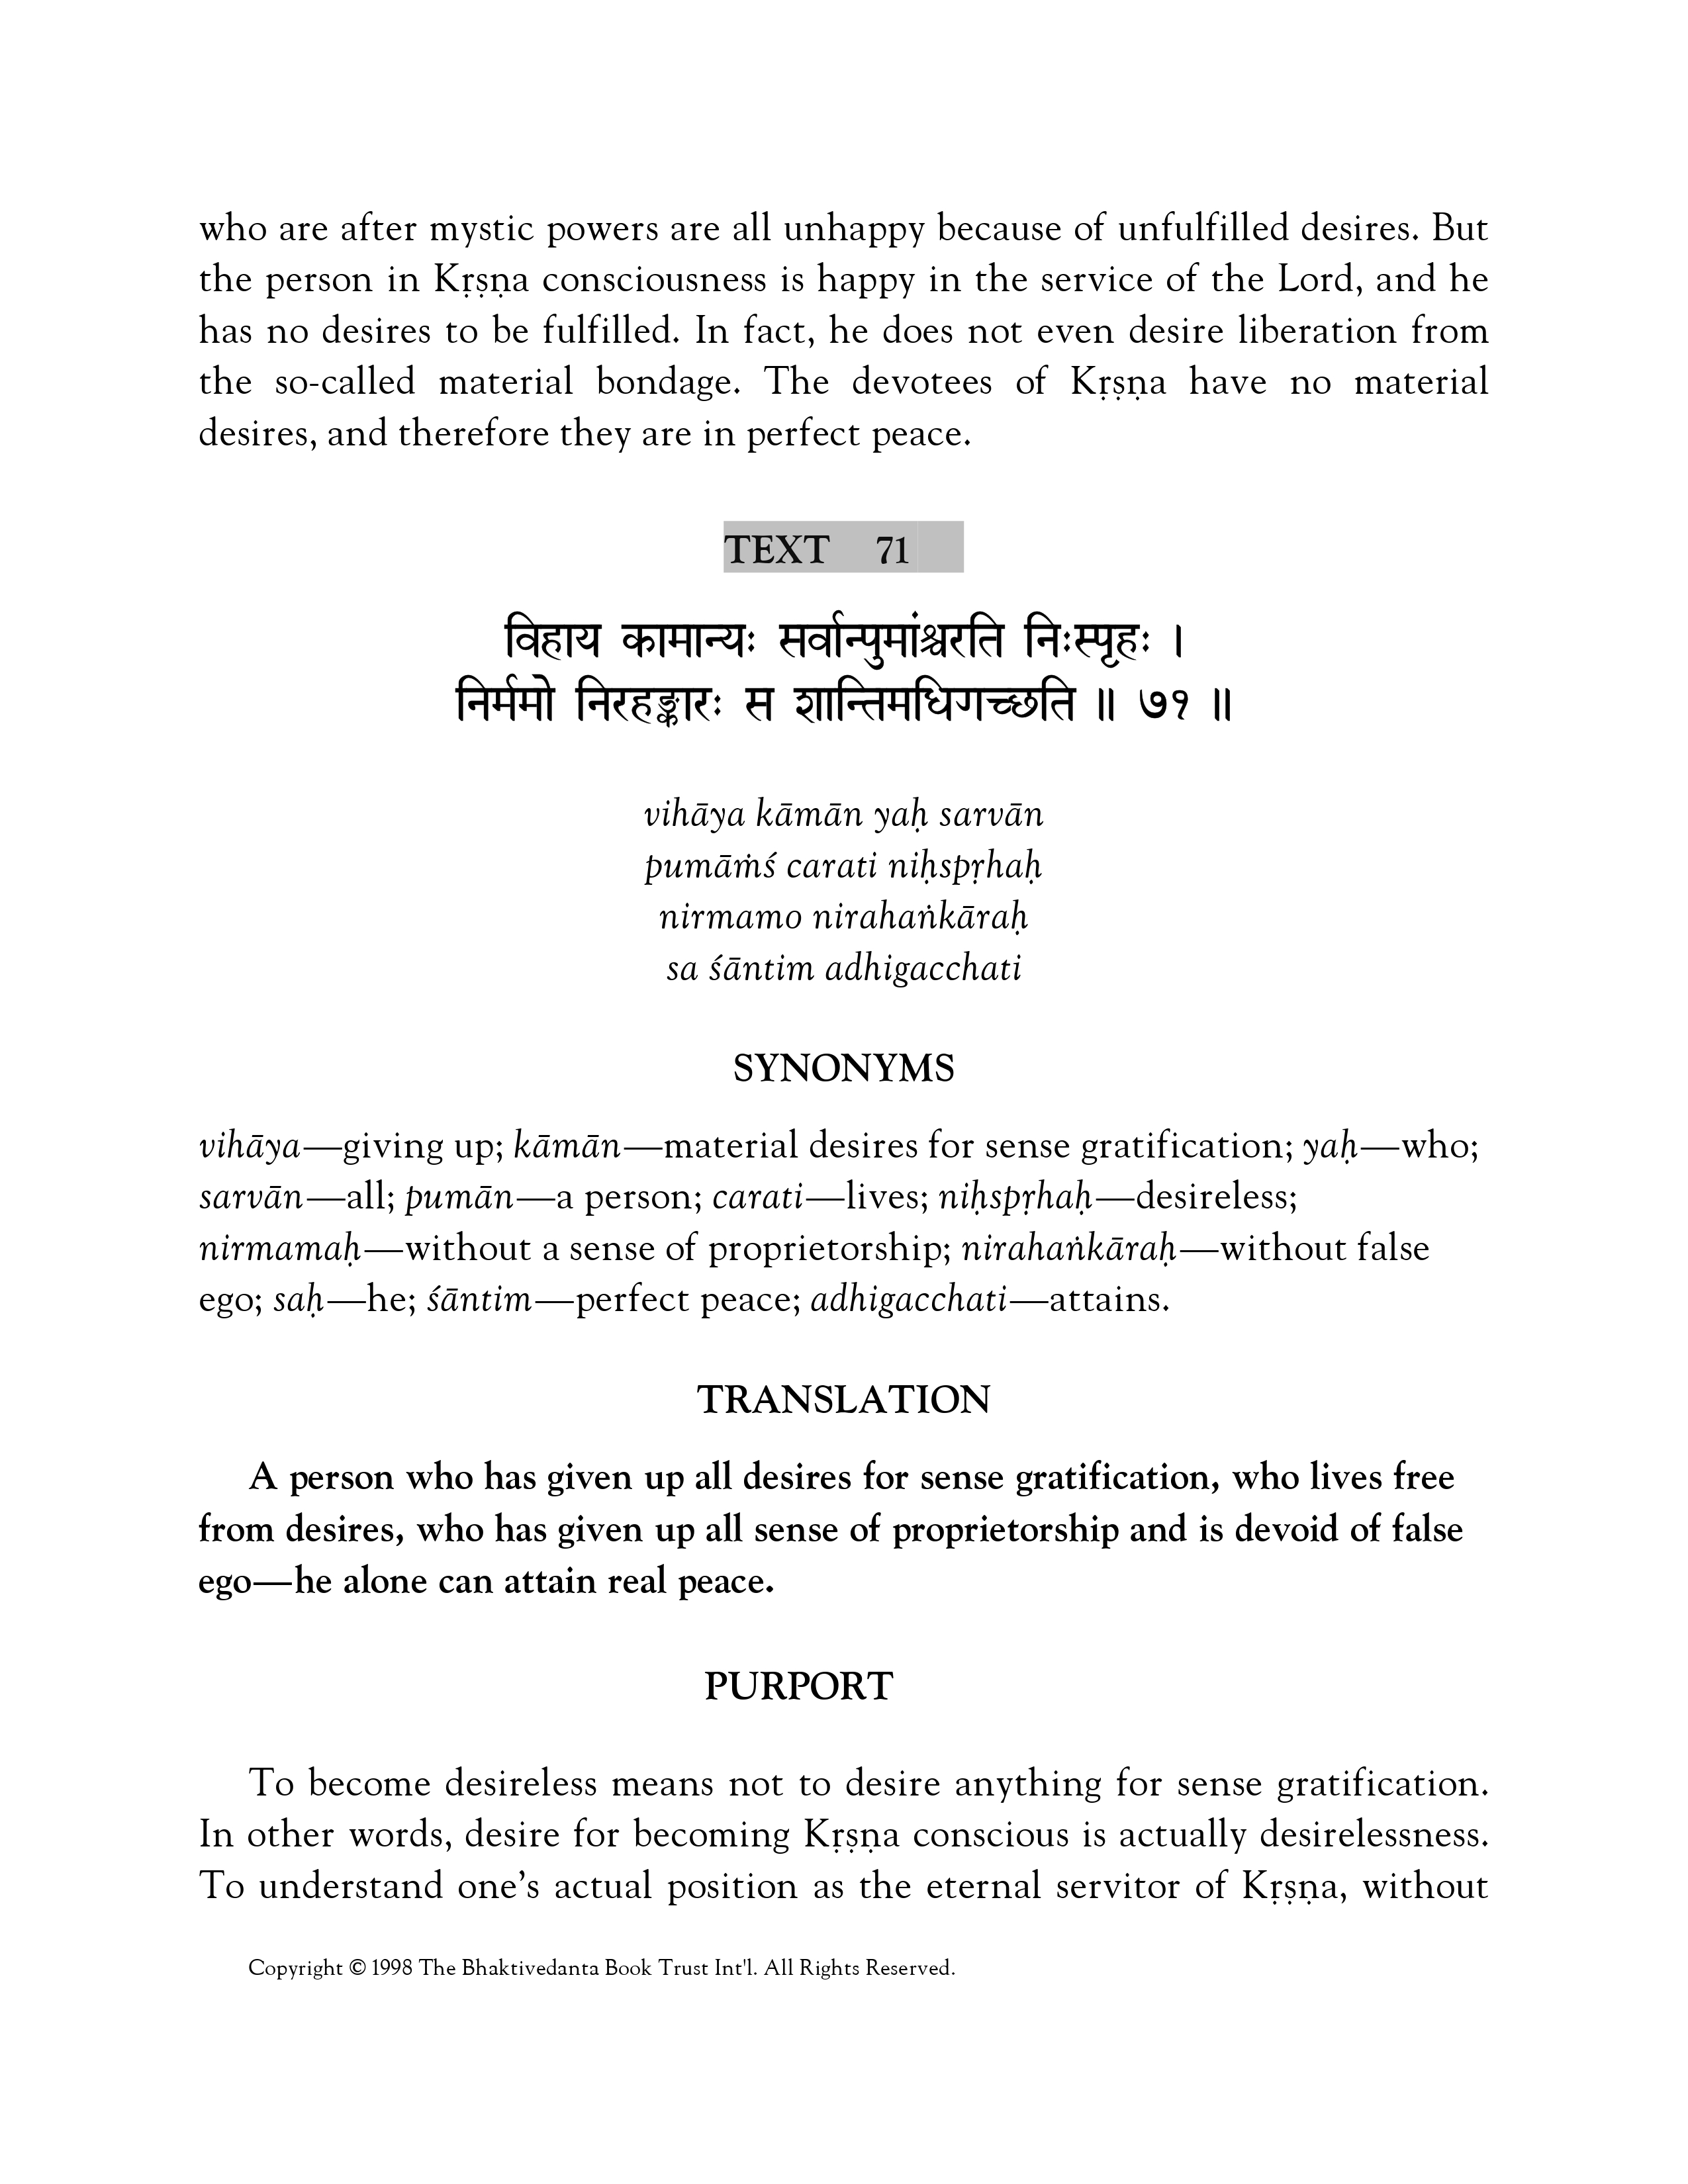 who are after mystic powers are all unhappy because of unfulfilled desires. But
the person in Kṛṣṇa consciousness is happy in the service of the Lord, and he
has no desires to be fulfilled. In fact, he does not even desire liberation from
the so-called material bondage. The devotees of Kṛṣṇa have no material
desires, and therefore they are in perfect peace.
TEXT 71
विहाय कामान्यः सर्वान्पुमांश्चरति निःस्पृहः ।
निर्ममो निरहङ्कारः स शान्तिमधिगच्छति ॥ ७१ ॥
vihāya kāmān yaḥ sarvān
pumāṁś carati niḥspṛhaḥ
nirmamo nirahaṅkāraḥ
sa śāntim adhigacchati
SYNONYMS
vihāya—giving up; kāmān—material desires for sense gratification; yaḥ—who;
sarvān—all; pumān—a person; carati—lives; niḥspṛhaḥ—desireless;
nirmamaḥ—without a sense of proprietorship; nirahaṅkāraḥ—without false
ego; saḥ—he; śāntim—perfect peace; adhigacchati—attains.
TRANSLATION
A person who has given up all desires for sense gratification, who lives free
from desires, who has given up all sense of proprietorship and is devoid of false
ego—he alone can attain real peace.
PURPORT
To become desireless means not to desire anything for sense gratification.
In other words, desire for becoming Kṛṣṇa conscious is actually desirelessness.
To understand one’s actual position as the eternal servitor of Kṛṣṇa, without
Copyright © 1998 The Bhaktivedanta Book Trust Int'l. All Rights Reserved.